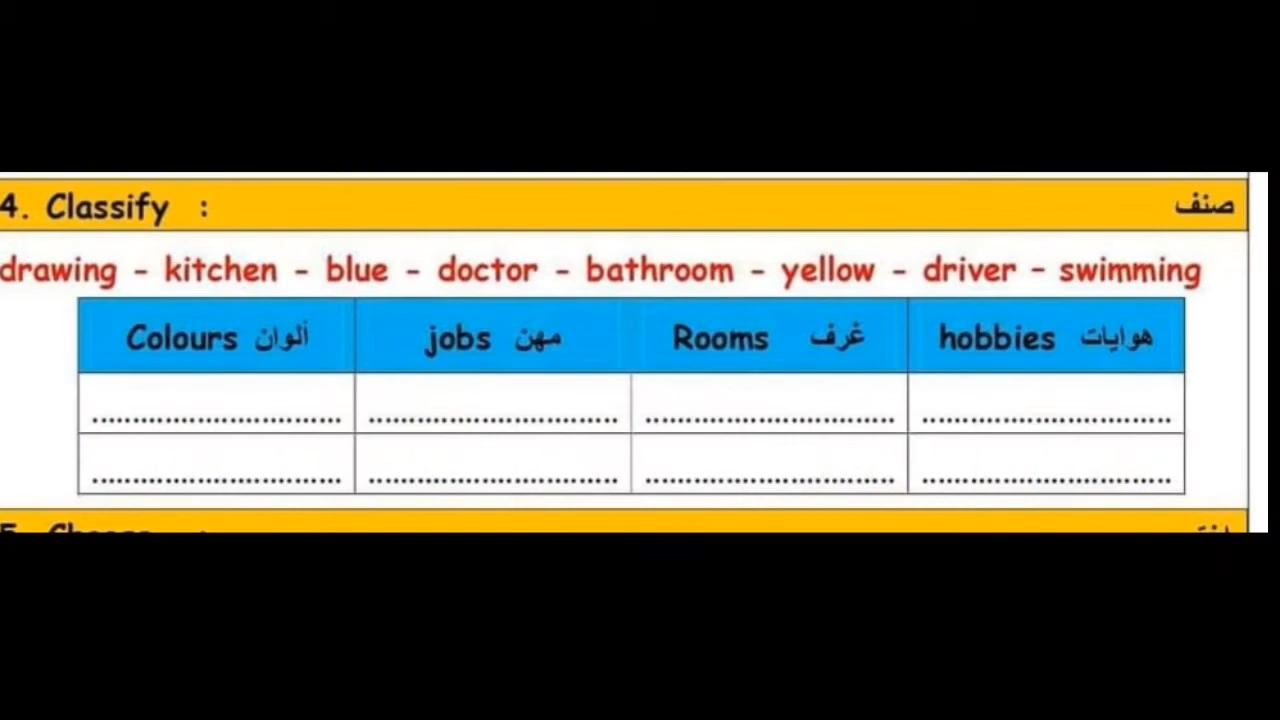 4. Classify : صنف
drawing - kitchen - blue - doctor - bathroom - yellow - driver - swimming
Colours ألوان jobs مهن Rooms غرف hobbies هوايات
............................... ............................... ............................... ...............................
............................... ............................... ............................... ...............................